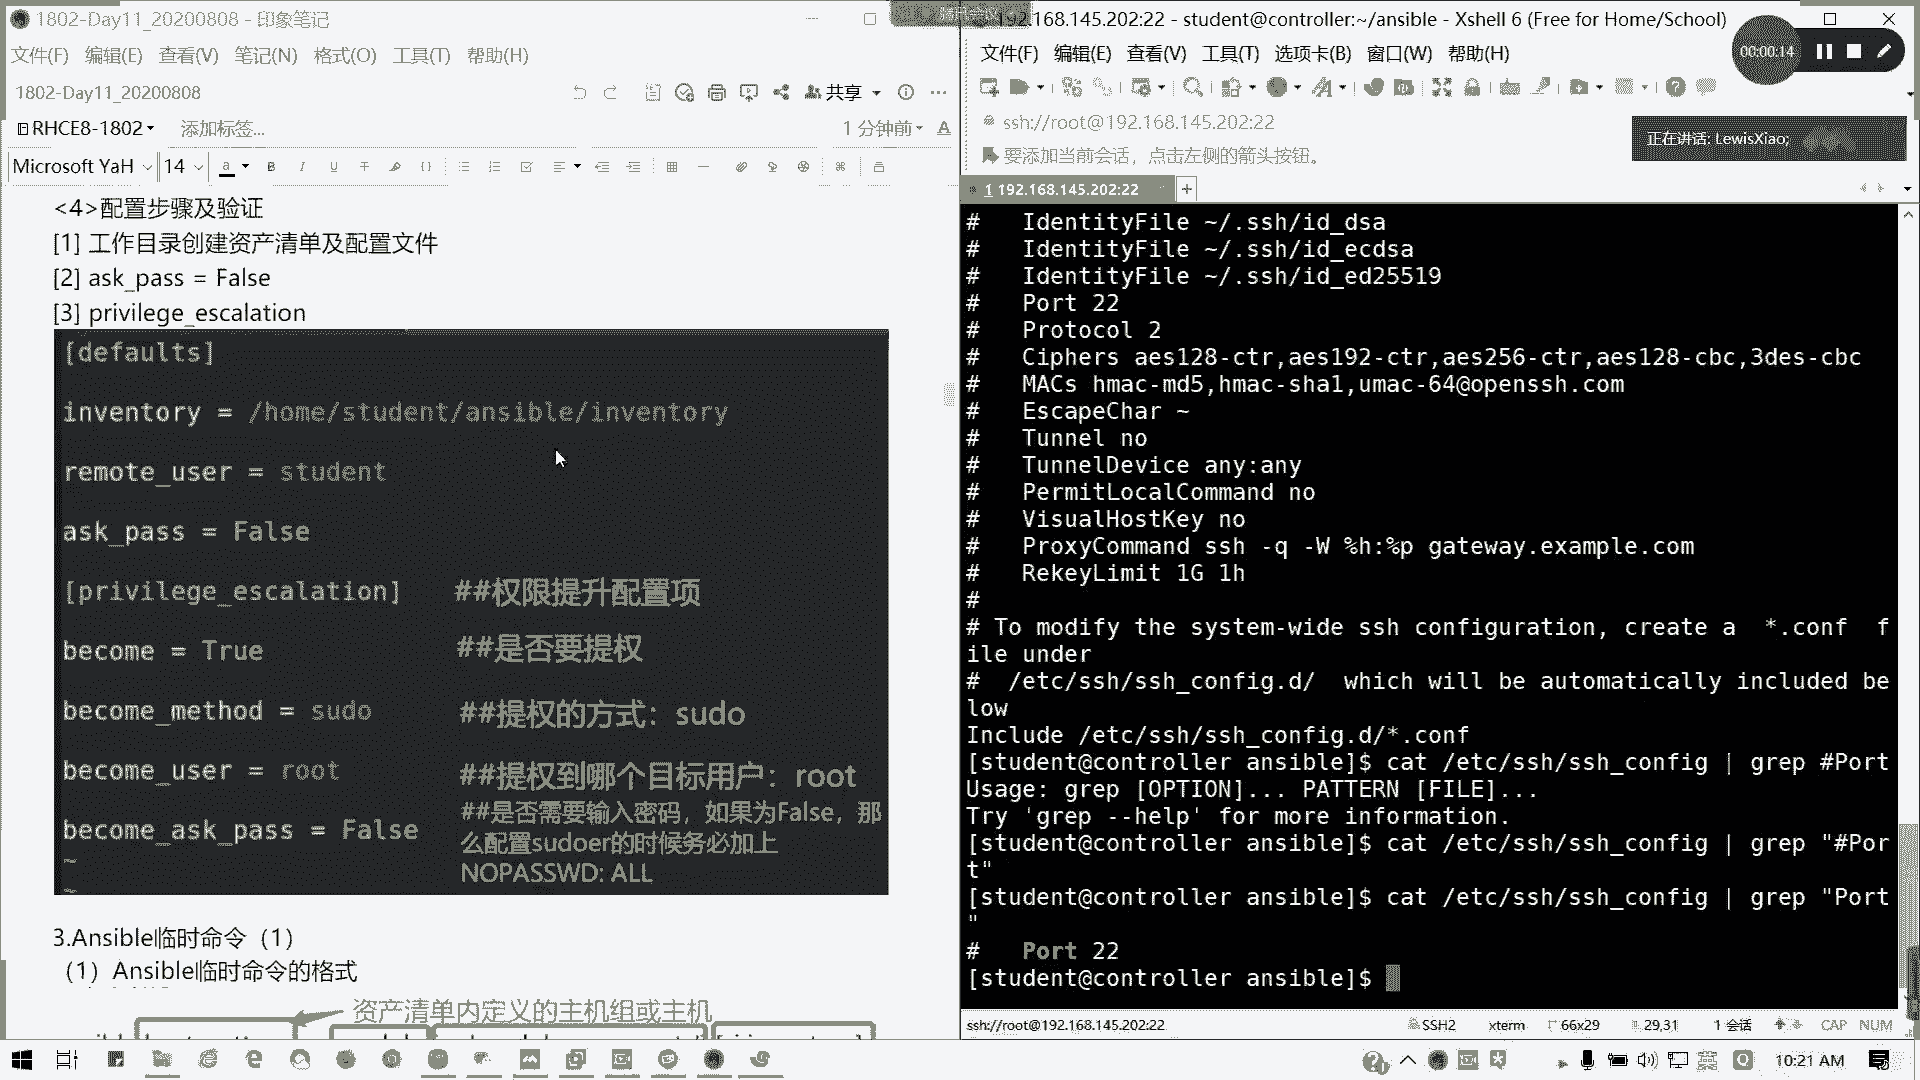 1802-Day11_20200808 - 印象笔记
文件(F) 编辑(E) 查看(V) 笔记(N) 格式(O) 工具(T) 帮助(H)
1802-Day11_20200808
共享
RHCE8-1802
添加标签...
1 分钟前
Microsoft YaH
14
<4>配置步骤及验证
[1] 工作目录创建资产清单及配置文件
[2] ask_pass = False
[3] privilege_escalation
[defaults]
inventory = /home/student/ansible/inventory
remote_user = student
ask_pass = False
[privilege_escalation] ##权限提升配置项
become = True ##是否要提权
become_method = sudo ##提权的方式：sudo
become_user = root ##提权到哪个目标用户：root
become_ask_pass = False ##是否需要输入密码，如果为False，那
么配置sudoer的时候务必加上
NOPASSWD: ALL
~
~
3.Ansible临时命令（1）
（1）Ansible临时命令的格式
资产清单内定义的主机组或主机
192.168.145.202:22 - student@controller:~/ansible - Xshell 6 (Free for Home/School)
文件(F) 编辑(E) 查看(V) 工具(T) 选项卡(B) 窗口(W) 帮助(H)
00:00:14
ssh://root@192.168.145.202:22
要添加当前会话，点击左侧的箭头按钮。
正在讲话: LewisXiao;
1 192.168.145.202:22
#   IdentityFile ~/.ssh/id_dsa
#   IdentityFile ~/.ssh/id_ecdsa
#   IdentityFile ~/.ssh/id_ed25519
#   Port 22
#   Protocol 2
#   Ciphers aes128-ctr,aes192-ctr,aes256-ctr,aes128-cbc,3des-cbc
#   MACs hmac-md5,hmac-sha1,umac-64@openssh.com
#   EscapeChar ~
#   Tunnel no
#   TunnelDevice any:any
#   PermitLocalCommand no
#   VisualHostKey no
#   ProxyCommand ssh -q -W %h:%p gateway.example.com
#   RekeyLimit 1G 1h
#
# To modify the system-wide ssh configuration, create a  *.conf  f
ile under
#  /etc/ssh/ssh_config.d/  which will be automatically included be
low
Include /etc/ssh/ssh_config.d/*.conf
[student@controller ansible]$ cat /etc/ssh/ssh_config | grep #Port
Usage: grep [OPTION]... PATTERN [FILE]...
Try 'grep --help' for more information.
[student@controller ansible]$ cat /etc/ssh/ssh_config | grep "#Por
t"
[student@controller ansible]$ cat /etc/ssh/ssh_config | grep "Port
"
#   Port 22
[student@controller ansible]$
ssh://root@192.168.145.202:22 SSH2 xterm 66x29 29,31 1 会话 CAP NUM
10:21 AM